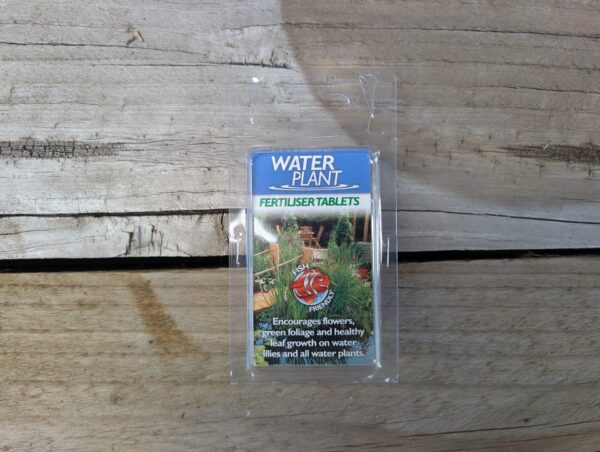 WATER
PLANT
FERTILISER TABLETS
FISH
FRIENDLY
Encourages flowers,
green foliage and healthy
leaf growth on water
lilies and all water plants.